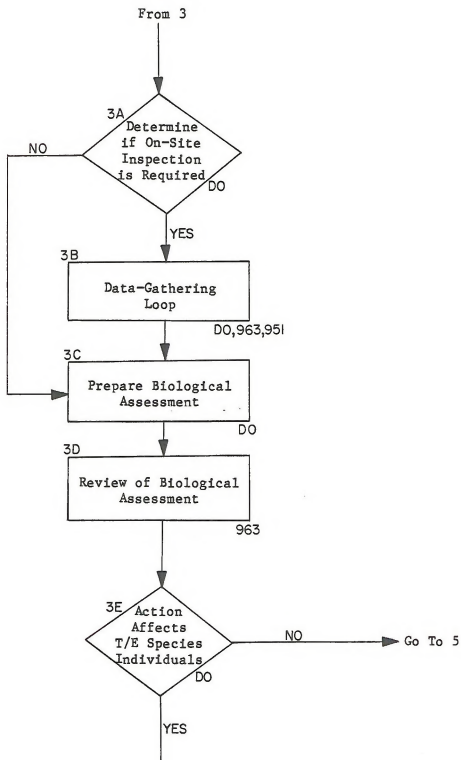 From 3
3A
Determine
if On-Site
Inspection
is Required
DO
NO
YES
3B
Data-Gathering
Loop
DO,963,951
3C
Prepare Biological
Assessment
DO
3D
Review of Biological
Assessment
963
3E
Action
Affects
T/E Species
Individuals
DO
NO
Go To 5
YES